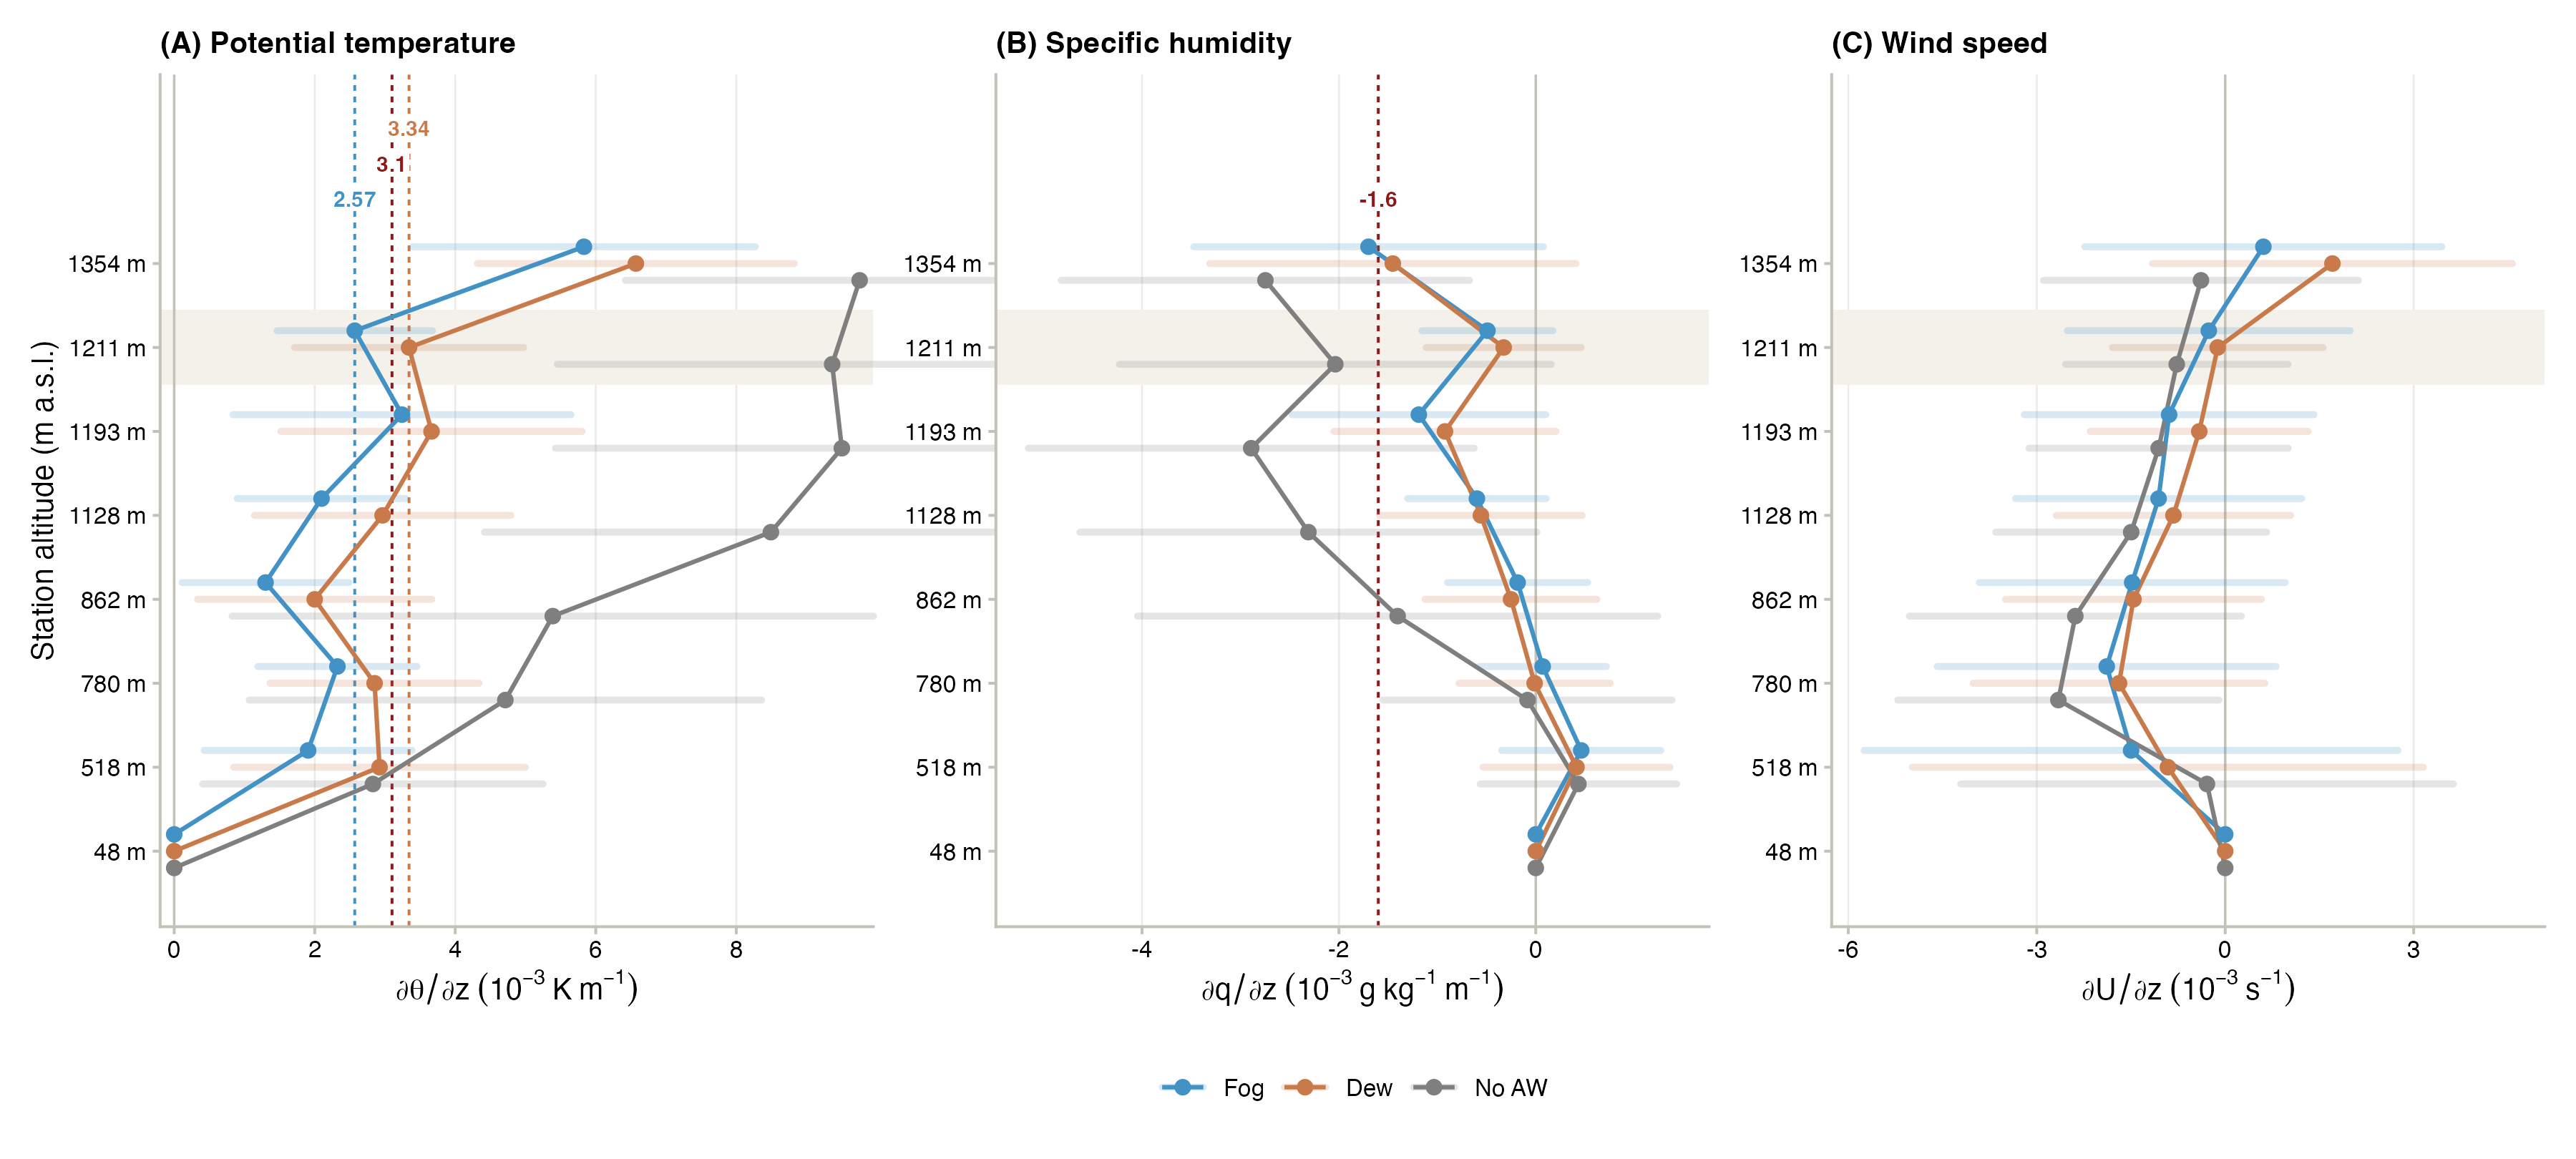 (A) Potential temperature
(B) Specific humidity
(C) Wind speed
3.34
3.1
2.57
-1.6
Station altitude (m a.s.l.)
1354 m
1211 m
1193 m
1128 m
862 m
780 m
518 m
48 m
1354 m
1211 m
1193 m
1128 m
862 m
780 m
518 m
48 m
1354 m
1211 m
1193 m
1128 m
862 m
780 m
518 m
48 m
0 2 4 6 8
-4 -2 0
-6 -3 0 3
∂θ/∂z (10⁻³ K m⁻¹)
∂q/∂z (10⁻³ g kg⁻¹ m⁻¹)
∂U/∂z (10⁻³ s⁻¹)
Fog Dew No AW